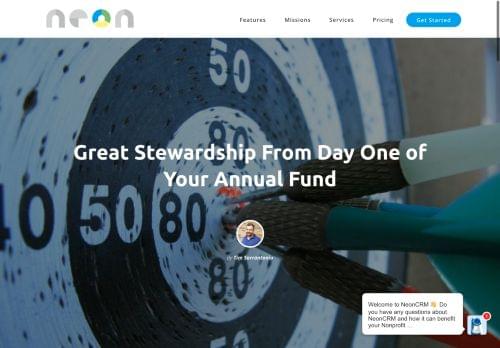 neon
Features
Missions
Services
Pricing
Get Started
50
80
Great Stewardship From Day One of
Your Annual Fund
0
50
80
80
By Tim Sarrantonio
50
Welcome to NeonCRM 👋 Do
you have any questions about
NeonCRM and how it can benefit
your Nonprofit ...
1